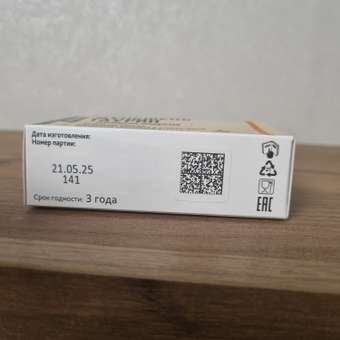 Дата изготовления:
Номер партии:
21.05.25
141
Срок годности: 3 года
EAC